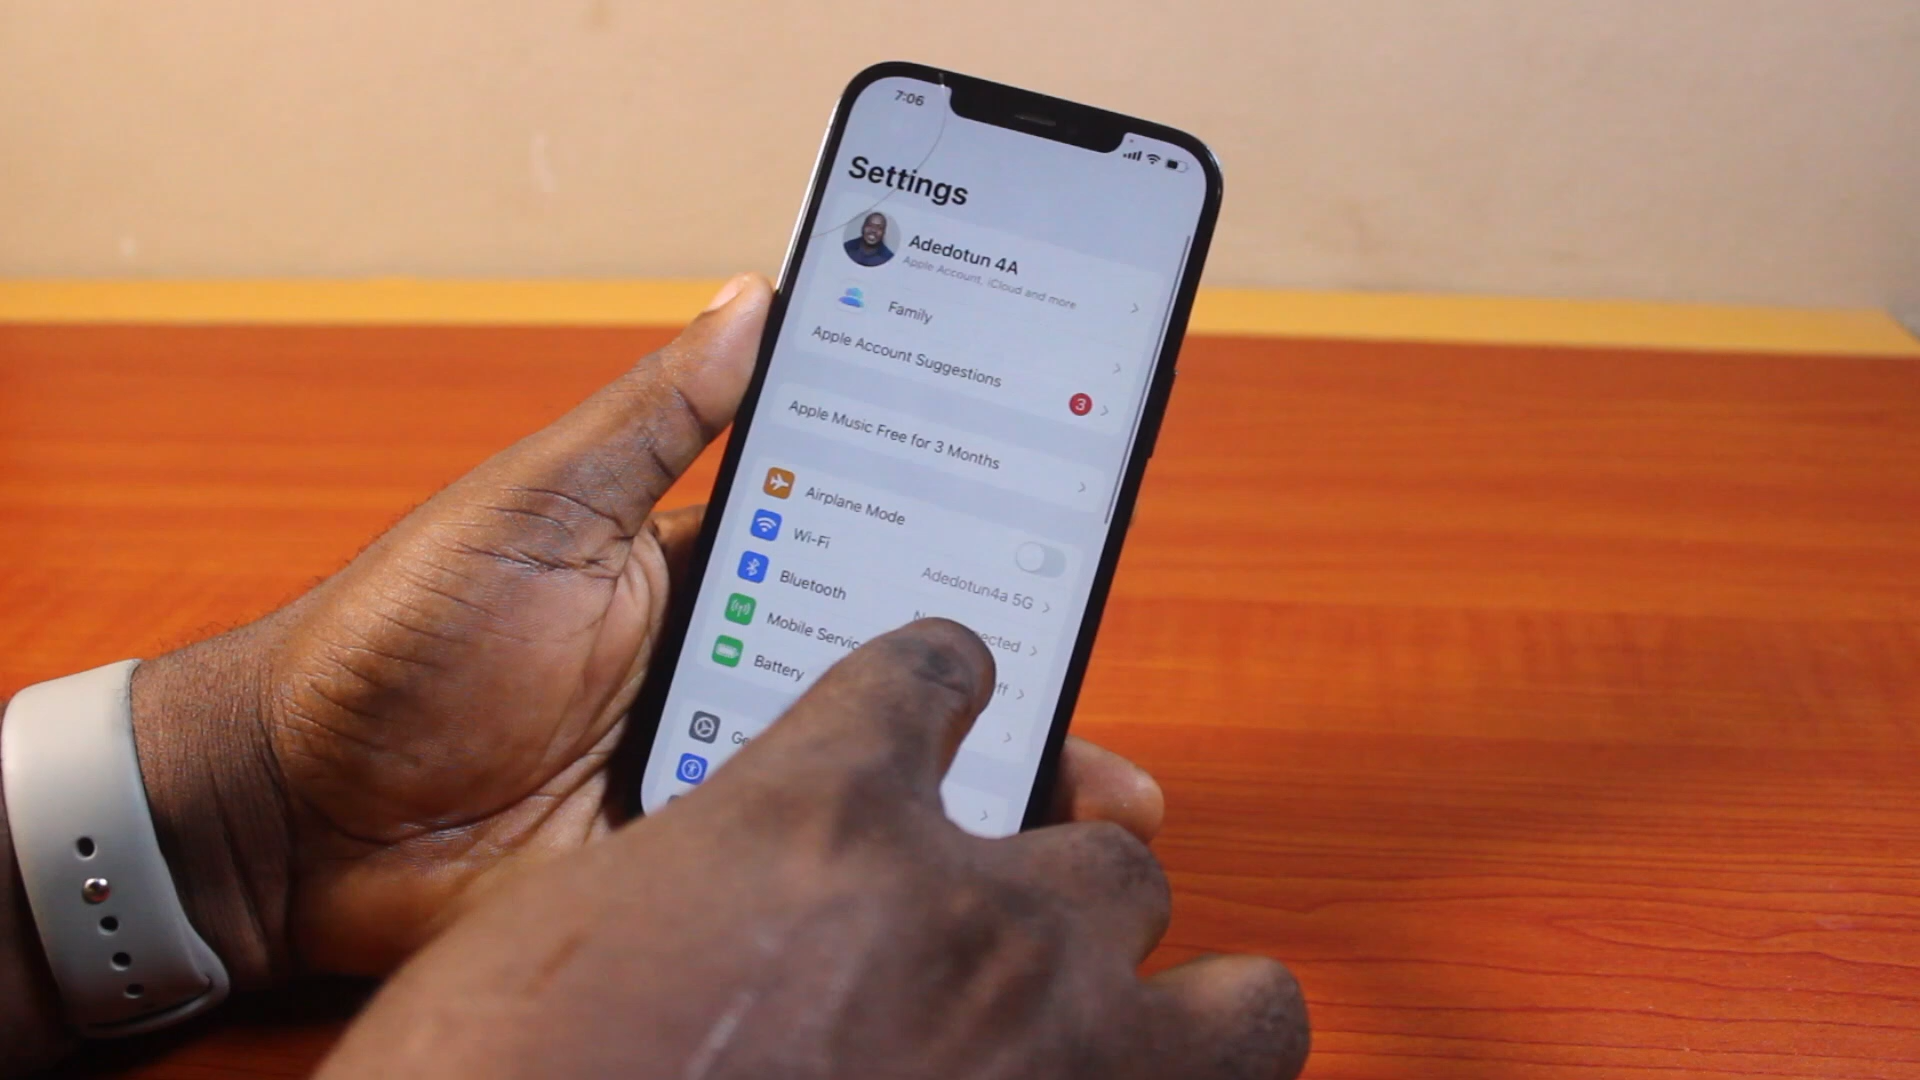 7:06
Settings
Adedotun 4A
Apple Account, iCloud and more
Family
Apple Account Suggestions
3
Apple Music Free for 3 Months
Airplane Mode
Wi-Fi
Adedotun4a 5G
Bluetooth
Mobile
Battery